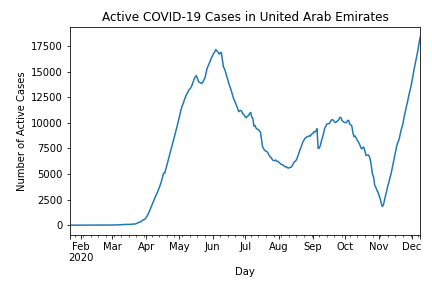 Active COVID-19 Cases in United Arab Emirates
Number of Active Cases
17500
15000
12500
10000
7500
5000
2500
0
Feb Mar Apr May Jun Jul Aug Sep Oct Nov Dec
2020
Day